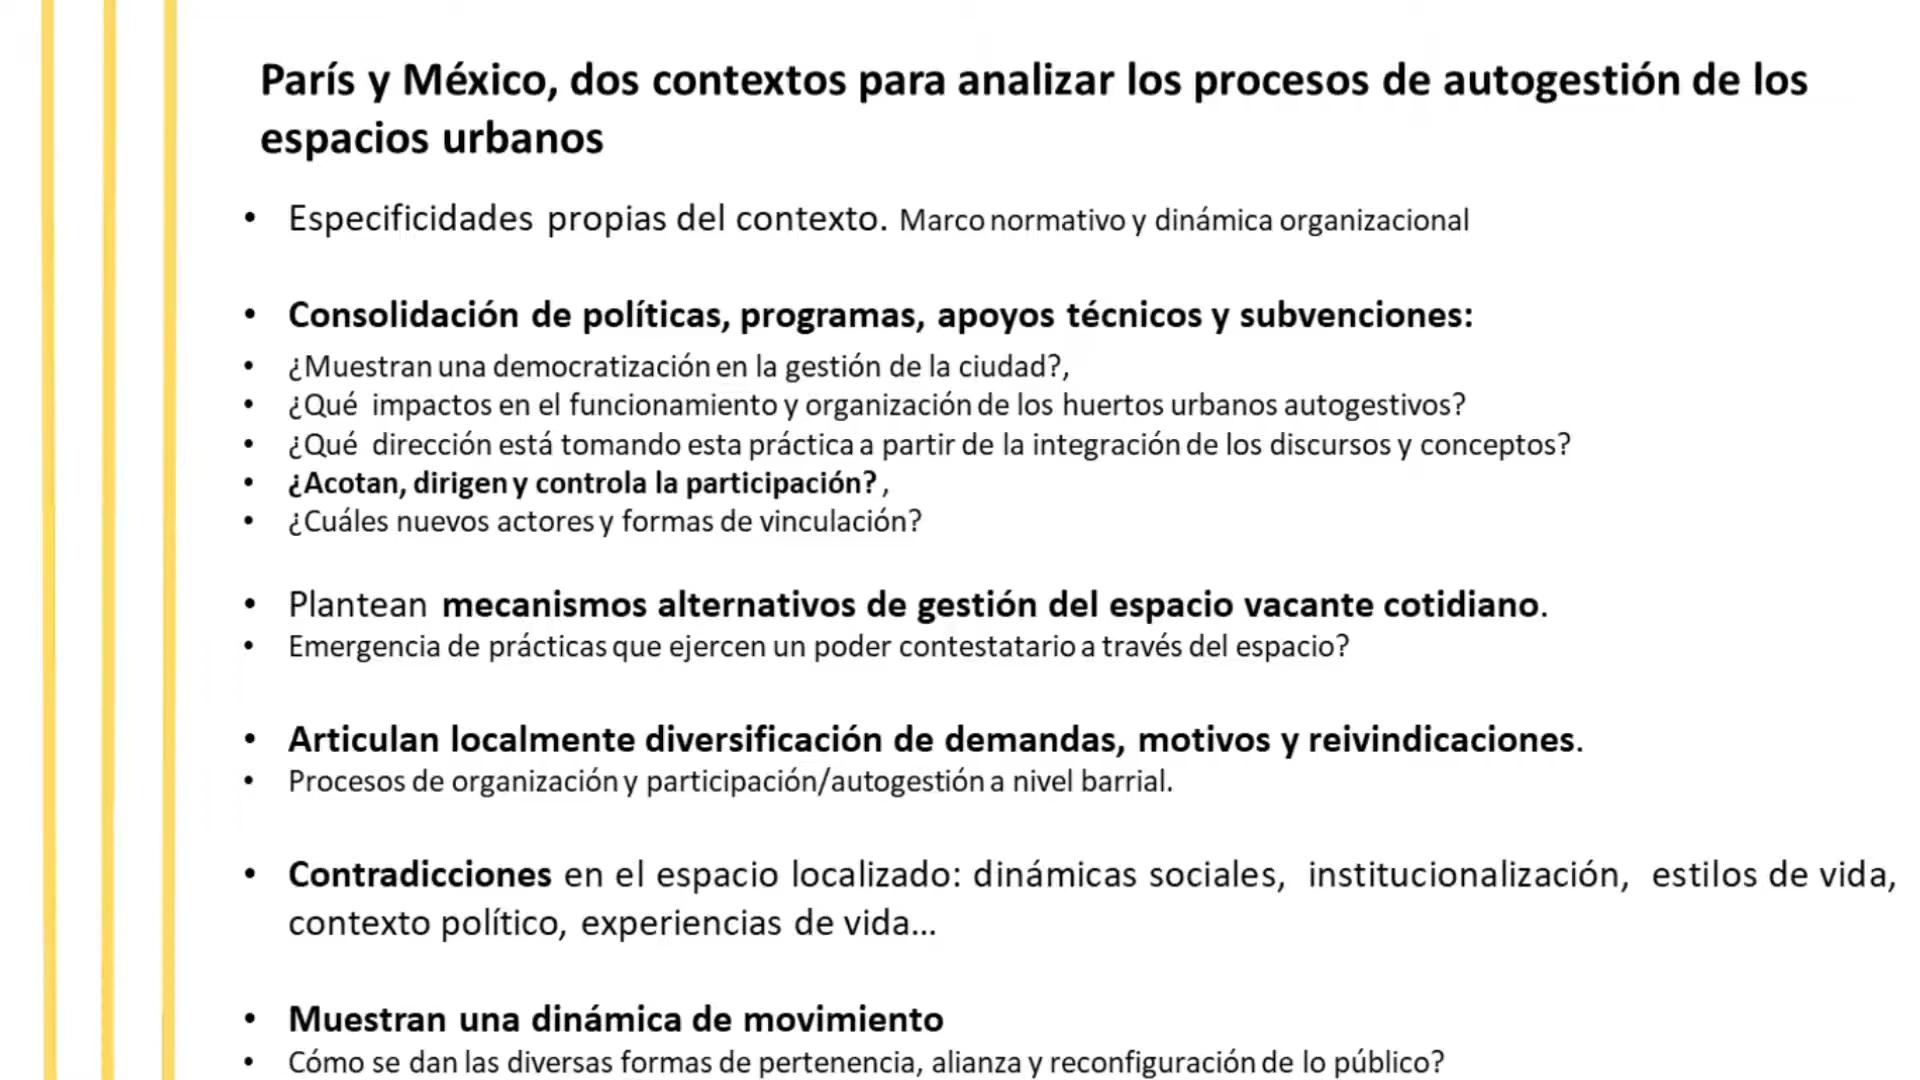 París y México, dos contextos para analizar los procesos de autogestión de los
espacios urbanos
• Especificidades propias del contexto. Marco normativo y dinámica organizacional
• Consolidación de políticas, programas, apoyos técnicos y subvenciones:
• ¿Muestran una democratización en la gestión de la ciudad?,
• ¿Qué impactos en el funcionamiento y organización de los huertos urbanos autogestivos?
• ¿Qué dirección está tomando esta práctica a partir de la integración de los discursos y conceptos?
• ¿Acotan, dirigen y controla la participación?,
• ¿Cuáles nuevos actores y formas de vinculación?
• Plantean mecanismos alternativos de gestión del espacio vacante cotidiano.
• Emergencia de prácticas que ejercen un poder contestatario a través del espacio?
• Articulan localmente diversificación de demandas, motivos y reivindicaciones.
• Procesos de organización y participación/autogestión a nivel barrial.
• Contradicciones en el espacio localizado: dinámicas sociales, institucionalización, estilos de vida,
contexto político, experiencias de vida...
• Muestran una dinámica de movimiento
• Cómo se dan las diversas formas de pertenencia, alianza y reconfiguración de lo público?